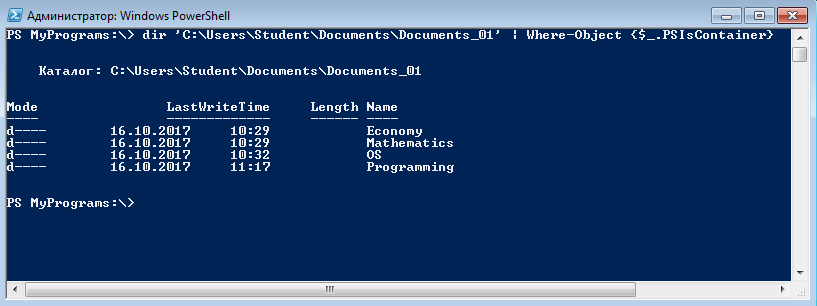 Администратор: Windows PowerShell
PS MyPrograms:\> dir 'C:\Users\Student\Documents\Documents_01' | Where-Object {$_.PSIsContainer}
Каталог: C:\Users\Student\Documents\Documents_01
Mode LastWriteTime Length Name
---- ------------- ------ ----
d---- 16.10.2017 10:29 Economy
d---- 16.10.2017 10:29 Mathematics
d---- 16.10.2017 10:32 OS
d---- 16.10.2017 11:17 Programming
PS MyPrograms:\>